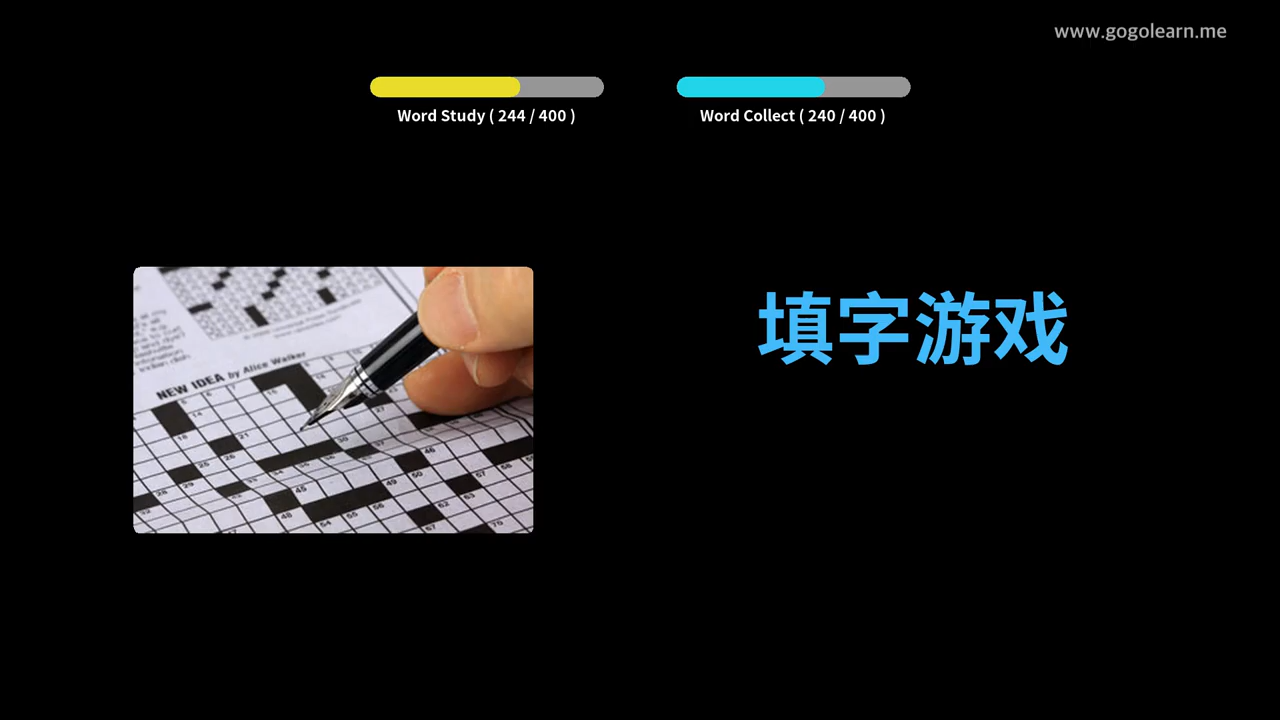 www.gogolearn.me
Word Study ( 244 / 400 )
Word Collect ( 240 / 400 )
填字游戏
NEW IDEA by Alice Walker